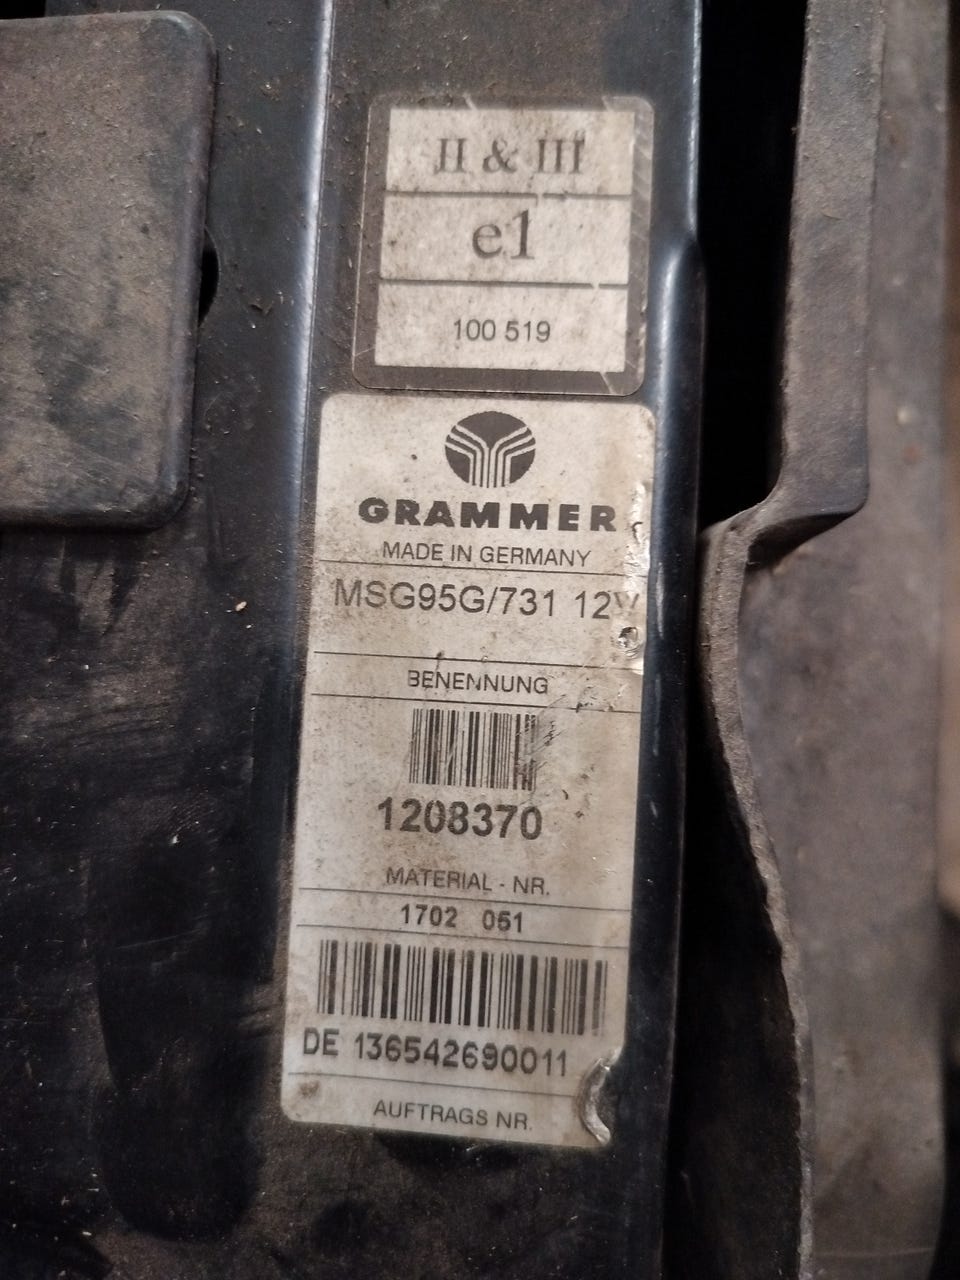 II & III
e1
100 519
GRAMMER
MADE IN GERMANY
MSG95G/731 12V
BENENNUNG
1208370
MATERIAL - NR.
1702 051
DE 136542690011
AUFTRAGS NR.